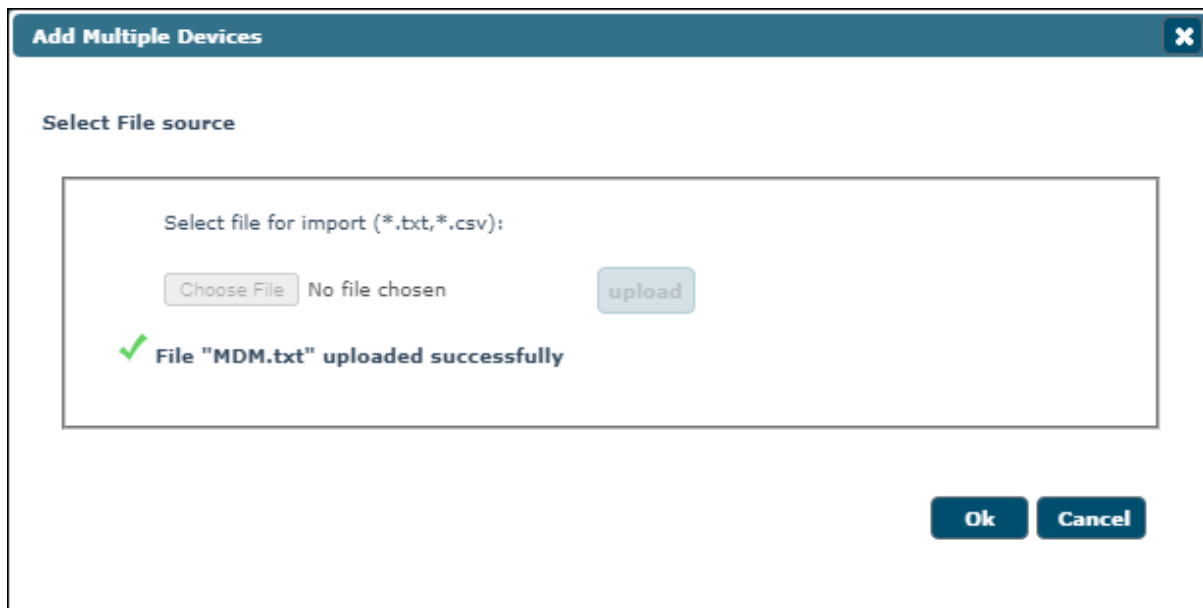 Add Multiple Devices
Select File source
Select file for import (*.txt,*.csv):
Choose File No file chosen upload
File "MDM.txt" uploaded successfully
Ok Cancel